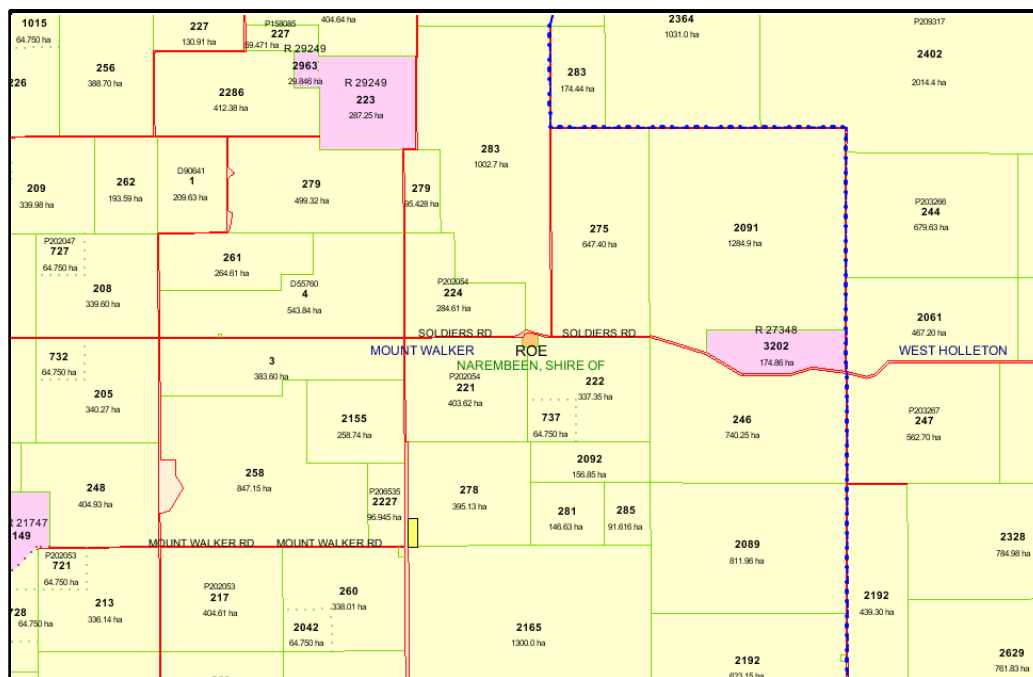 1015
64.750 ha
227
130.91 ha
P158085
227
59.471 ha
404.64 ha
2364
1031.0 ha
P209317
2402
2014.4 ha
226
256
388.70 ha
2286
412.38 ha
R 29249
2963
29.846 ha
R 29249
223
287.25 ha
283
174.44 ha
283
1002.7 ha
209
339.98 ha
262
193.59 ha
D90641
1
209.63 ha
279
499.32 ha
279
95.428 ha
275
647.40 ha
2091
1284.9 ha
P203266
244
679.63 ha
P202047
727
64.750 ha
208
339.60 ha
261
264.61 ha
D55760
4
543.84 ha
P202054
224
284.61 ha
2061
467.20 ha
SOLDIERS RD
SOLDIERS RD
R 27348
3202
174.86 ha
MOUNT WALKER
ROE
WEST HOLLETON
NAREMBEEN, SHIRE OF
732
64.750 ha
205
340.27 ha
3
383.60 ha
P202054
221
403.62 ha
222
337.35 ha
737
64.750 ha
2155
258.74 ha
246
740.25 ha
P203267
247
562.70 ha
2092
156.85 ha
248
404.93 ha
258
847.15 ha
P206535
2227
96.945 ha
278
395.13 ha
281
146.63 ha
285
91.616 ha
R 21747
149
MOUNT WALKER RD
MOUNT WALKER RD
2089
811.96 ha
2328
784.98 ha
P202053
721
64.750 ha
213
336.14 ha
P202053
217
404.61 ha
260
338.01 ha
2192
439.30 ha
728
64.750 ha
2042
64.750 ha
2165
1300.0 ha
2192
623.15 ha
2629
761.83 ha